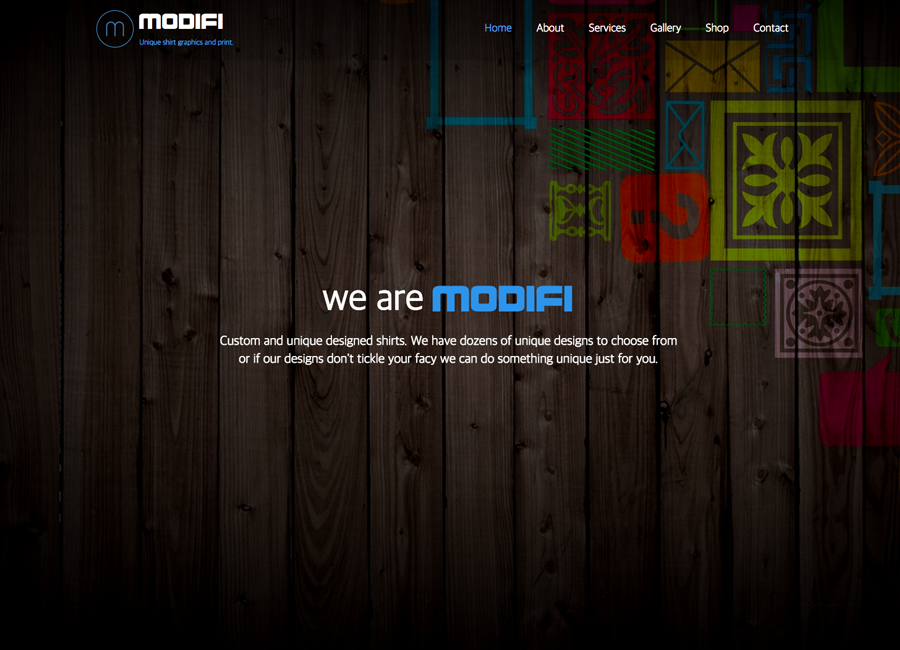 m MODIFI
Unique shirt graphics and print.
Home About Services Gallery Shop Contact
we are MODIFI
Custom and unique designed shirts. We have dozens of unique designs to choose from
or if our designs don't tickle your facy we can do something unique just for you.